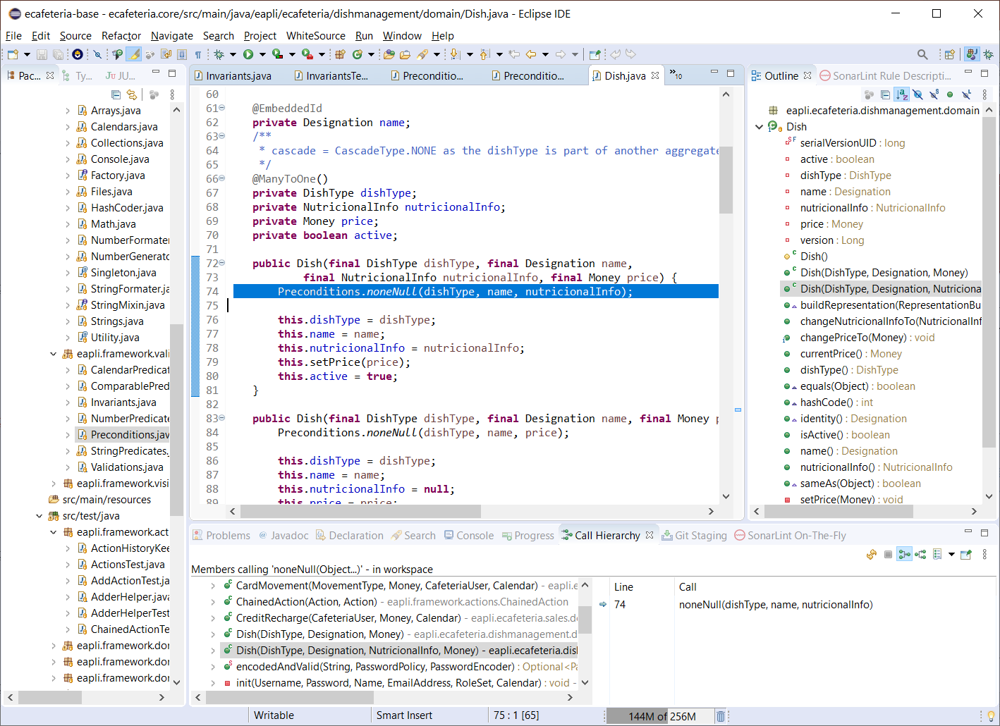 ecafeteria-base - ecafeteria.core/src/main/java/eapli/ecafeteria/dishmanagement/domain/Dish.java - Eclipse IDE
File Edit Source Refactor Navigate Search Project WhiteSource Run Window Help
Pac... Ty... JU...
Arrays.java
Calendars.java
Collections.java
Console.java
Factory.java
Files.java
HashCoder.java
Math.java
NumberFormater
NumberGenerato
Singleton.java
StringFormater.ja
StringMixin.java
Strings.java
Utility.java
eapli.framework.vali
CalendarPredicat
ComparablePred
Invariants.java
NumberPredicate
Preconditions.jav
StringPredicates.
Validations.java
eapli.framework.visi
src/main/resources
src/test/java
eapli.framework.act
ActionHistoryKee
ActionsTest.java
AddActionTest.ja
AdderHelper.java
AdderHelperTest
ChainedActionTe
eapli.framework.dor
eapli.framework.dor
eapli.framework.dor
Invariants.java InvariantsTe... Preconditio... Preconditio... Dish.java »10
60
61 @EmbeddedId
62 private Designation name;
63 /**
64 * cascade = CascadeType.NONE as the dishType is part of another aggregate
65 */
66 @ManyToOne()
67 private DishType dishType;
68 private NutricionalInfo nutricionalInfo;
69 private Money price;
70 private boolean active;
71
72 public Dish(final DishType dishType, final Designation name,
73 final NutricionalInfo nutricionalInfo, final Money price) {
74 Preconditions.noneNull(dishType, name, nutricionalInfo);
75
76 this.dishType = dishType;
77 this.name = name;
78 this.nutricionalInfo = nutricionalInfo;
79 this.setPrice(price);
80 this.active = true;
81 }
82
83 public Dish(final DishType dishType, final Designation name, final Money p
84 Preconditions.noneNull(dishType, name, price);
85
86 this.dishType = dishType;
87 this.name = name;
88 this.nutricionalInfo = null;
89 this.price = price;
Outline SonarLint Rule Descripti...
eapli.ecafeteria.dishmanagement.domain
Dish
serialVersionUID : long
active : boolean
dishType : DishType
name : Designation
nutricionalInfo : NutricionalInfo
price : Money
version : Long
Dish()
Dish(DishType, Designation, Money)
Dish(DishType, Designation, Nutriciona
buildRepresentation(RepresentationBu
changeNutricionalInfoTo(NutricionalInf
changePriceTo(Money) : void
currentPrice() : Money
dishType() : DishType
equals(Object) : boolean
hashCode() : int
identity() : Designation
isActive() : boolean
name() : Designation
nutricionalInfo() : NutricionalInfo
sameAs(Object) : boolean
setPrice(Money) : void
Problems Javadoc Declaration Search Console Progress Call Hierarchy Git Staging SonarLint On-The-Fly
Members calling 'noneNull(Object...)' - in workspace
CardMovement(MovementType, Money, CafeteriaUser, Calendar) - eapli.e
ChainedAction(Action, Action) - eapli.framework.actions.ChainedAction
CreditRecharge(CafeteriaUser, Money, Calendar) - eapli.ecafeteria.sales.do
Dish(DishType, Designation, Money) - eapli.ecafeteria.dishmanagement.d
Dish(DishType, Designation, NutricionalInfo, Money) - eapli.ecafeteria.dish
encodedAndValid(String, PasswordPolicy, PasswordEncoder) : Optional<Pa
init(Username, Password, Name, EmailAddress, RoleSet, Calendar) : void -
Line Call
74 noneNull(dishType, name, nutricionalInfo)
Writable Smart Insert 75 : 1 [65] 144M of 256M